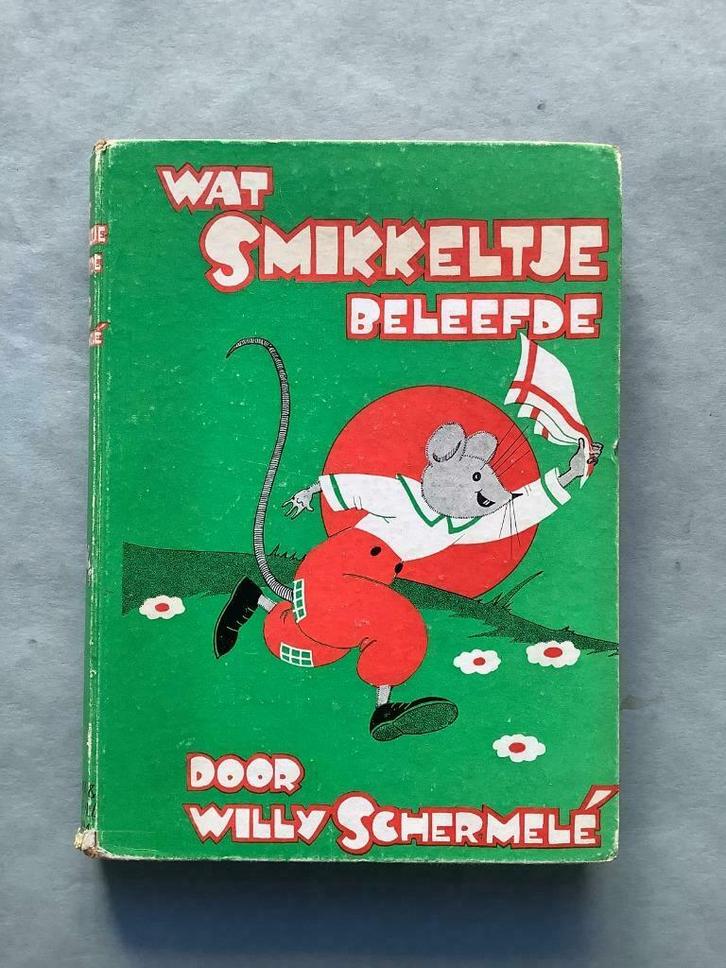 WAT
SMIKKELTJE
BELEEFDE
DOOR
WILLY SCHERMELÉ